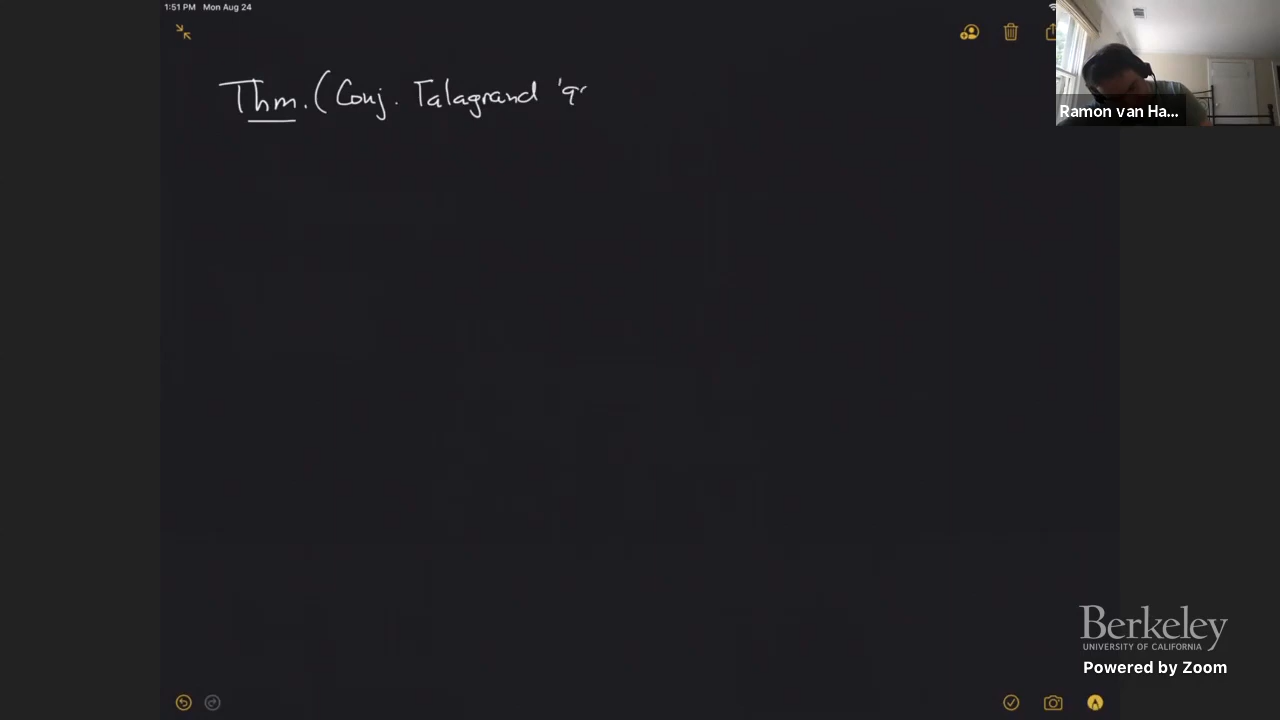 1:51 PM Mon Aug 24
Thm. (Conj. Talagrand
Ramon van Ha...
Berkeley
UNIVERSITY OF CALIFORNIA
Powered by Zoom